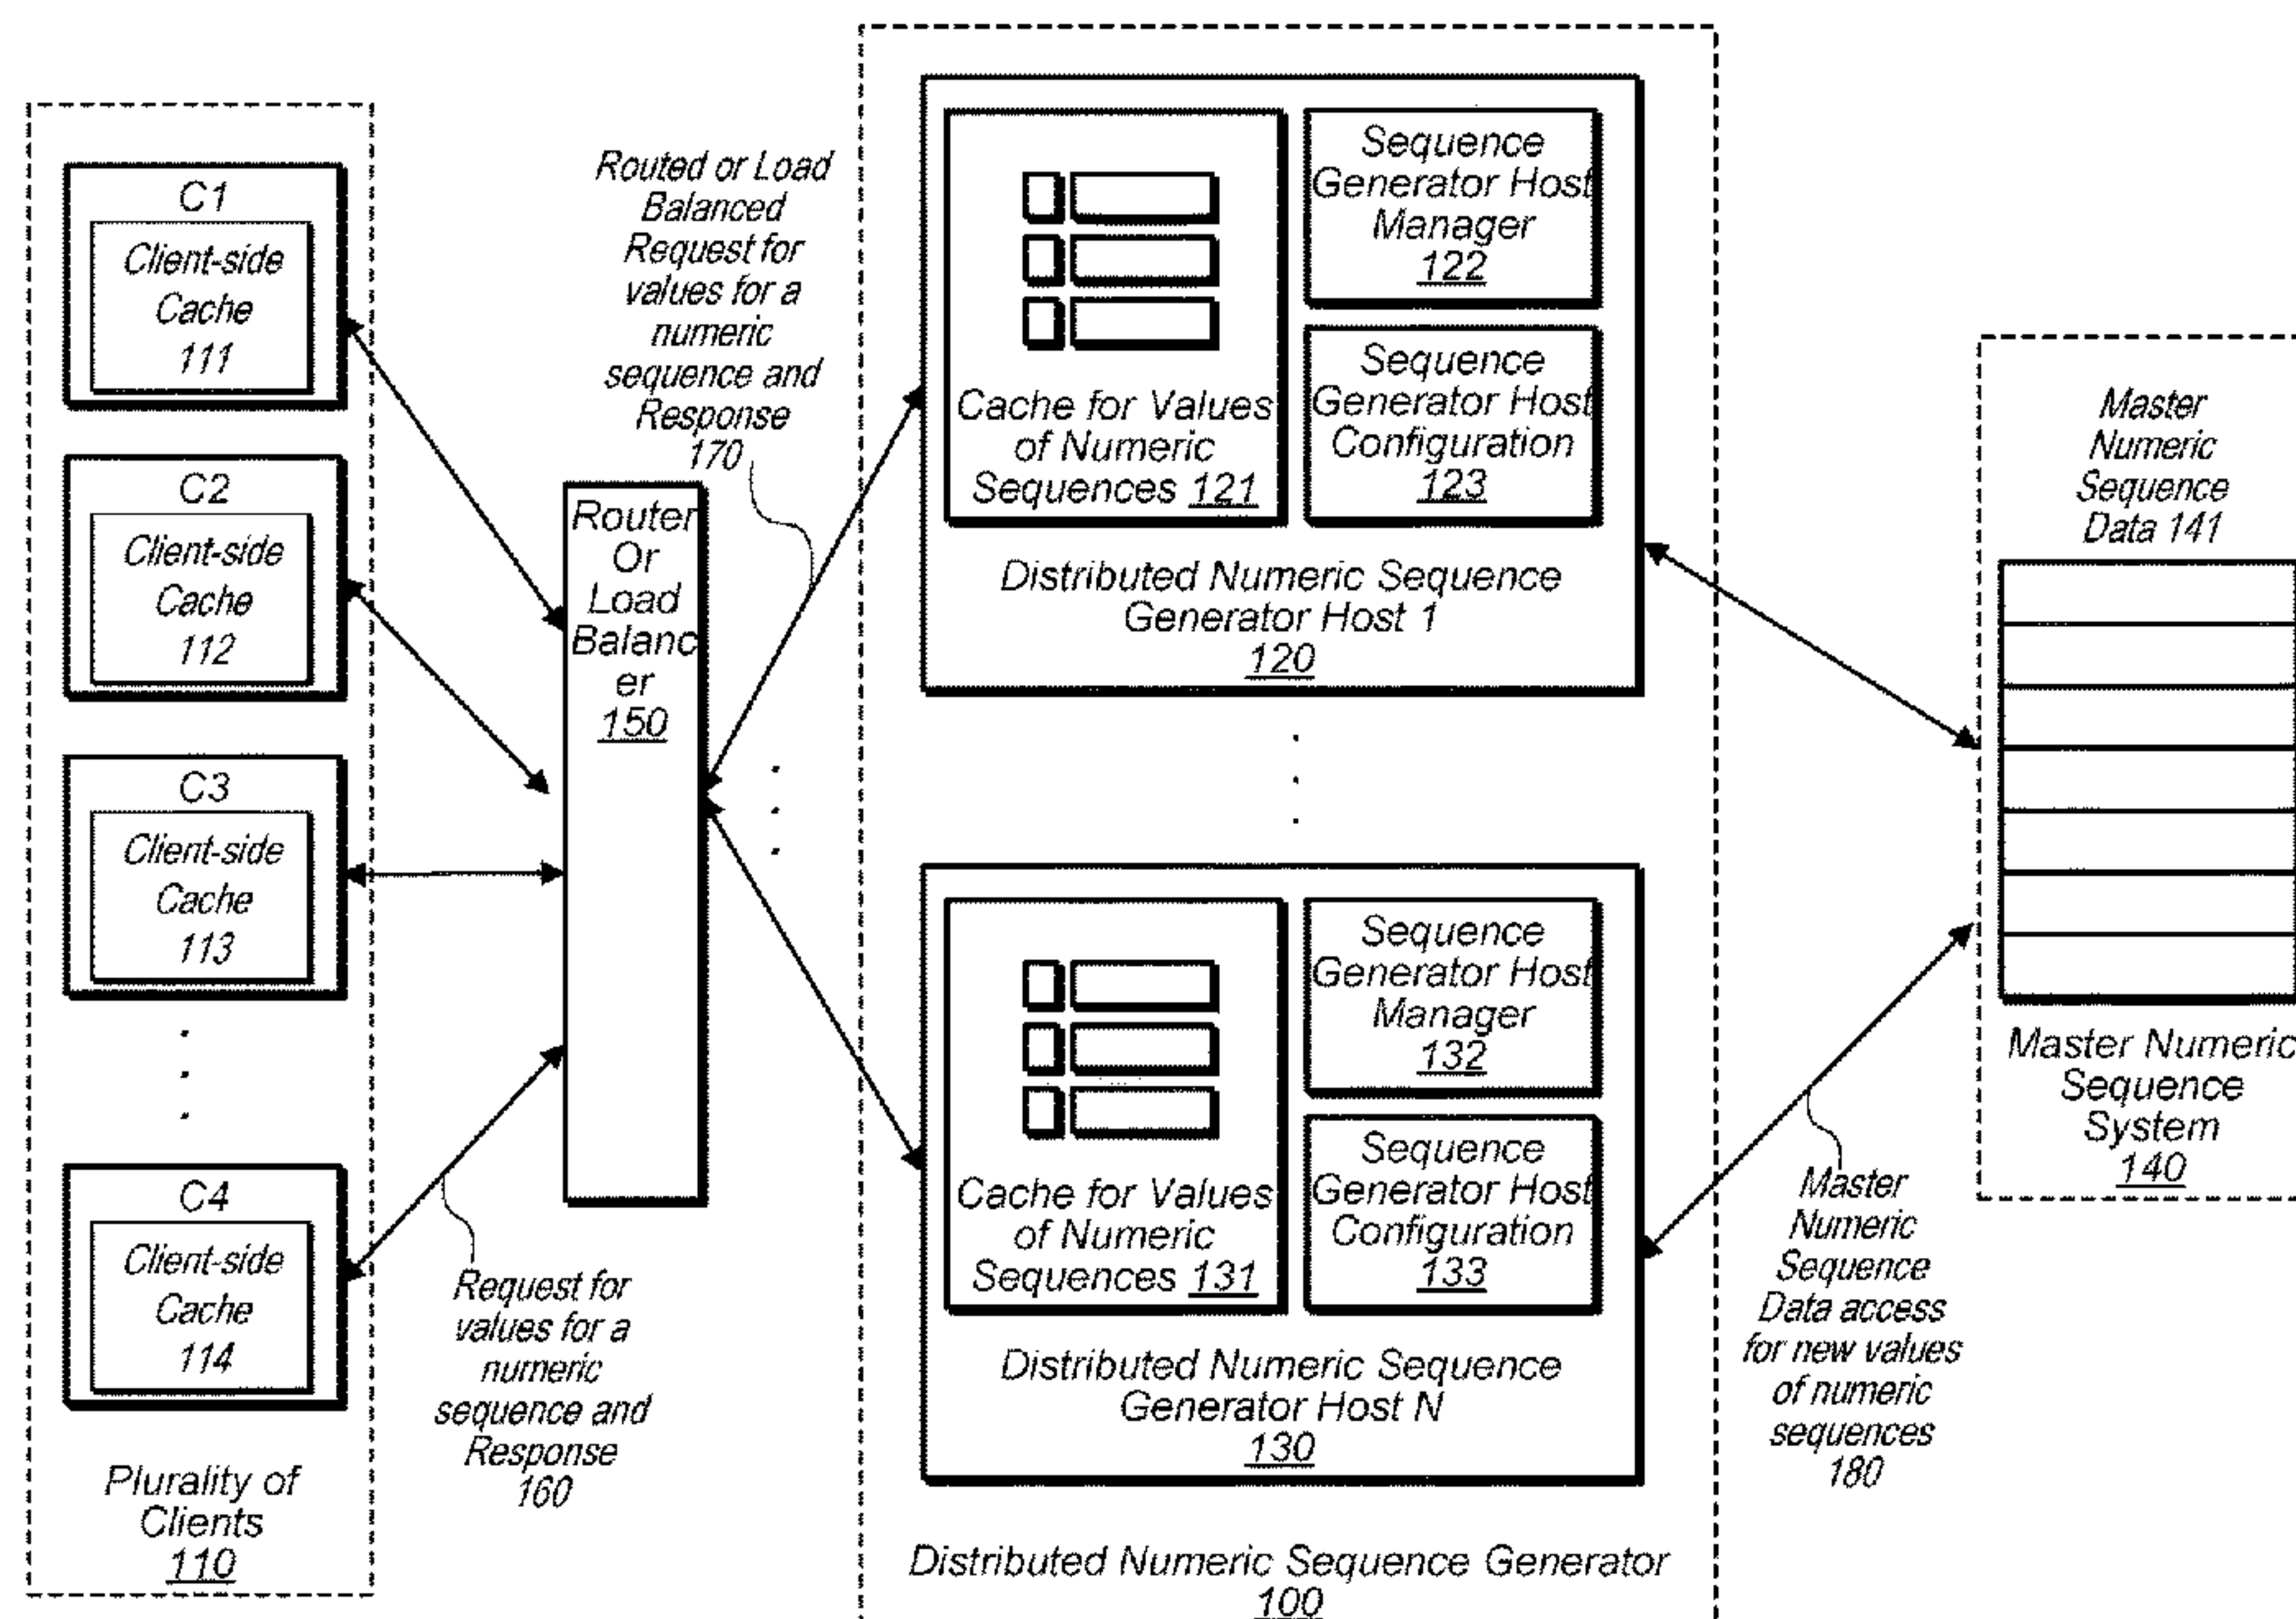 C1
Client-side
Cache
111
C2
Client-side
Cache
112
C3
Client-side
Cache
113
C4
Client-side
Cache
114
Plurality of
Clients
110
Request for
values for a
numeric
sequence and
Response
160
Router
Or
Load
Balanc
er
150
Routed or Load
Balanced
Request for
values for a
numeric
sequence and
Response
170
Cache for Values
of Numeric
Sequences 121
Sequence
Generator Host
Manager
122
Sequence
Generator Host
Configuration
123
Distributed Numeric Sequence
Generator Host 1
120
Cache for Values
of Numeric
Sequences 131
Sequence
Generator Host
Manager
132
Sequence
Generator Host
Configuration
133
Distributed Numeric Sequence
Generator Host N
130
Distributed Numeric Sequence Generator
100
Master
Numeric
Sequence
Data access
for new values
of numeric
sequences
180
Master
Numeric
Sequence
Data 141
Master Numeric
Sequence
System
140